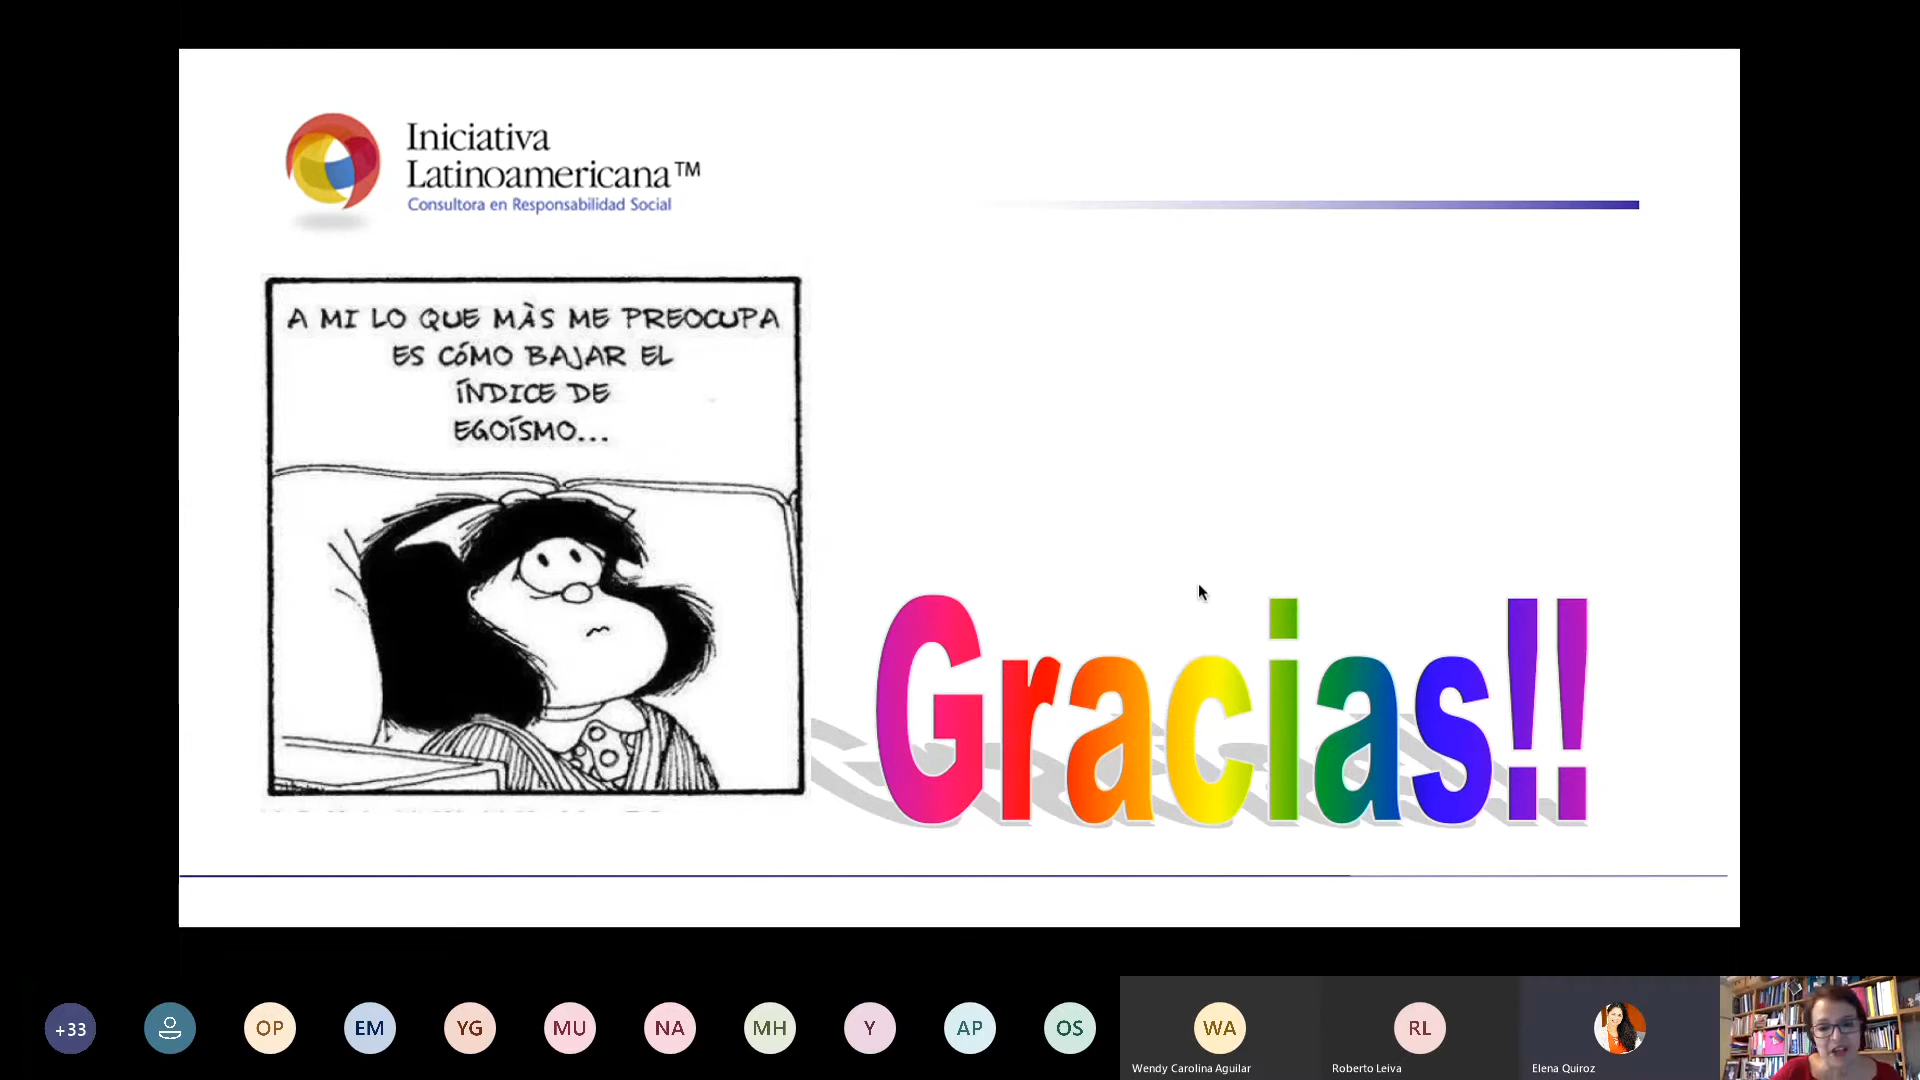 Iniciativa
Latinoamericana™
Consultora en Responsabilidad Social
A MI LO QUE MÀS ME PREOCUPA
ES CÓMO BAJAR EL
ÍNDICE DE
EGOÍSMO...
Gracias!!
+33
OP
EM
YG
MU
NA
MH
Y
AP
OS
WA
RL
Wendy Carolina Aguilar
Roberto Leiva
Elena Quiroz